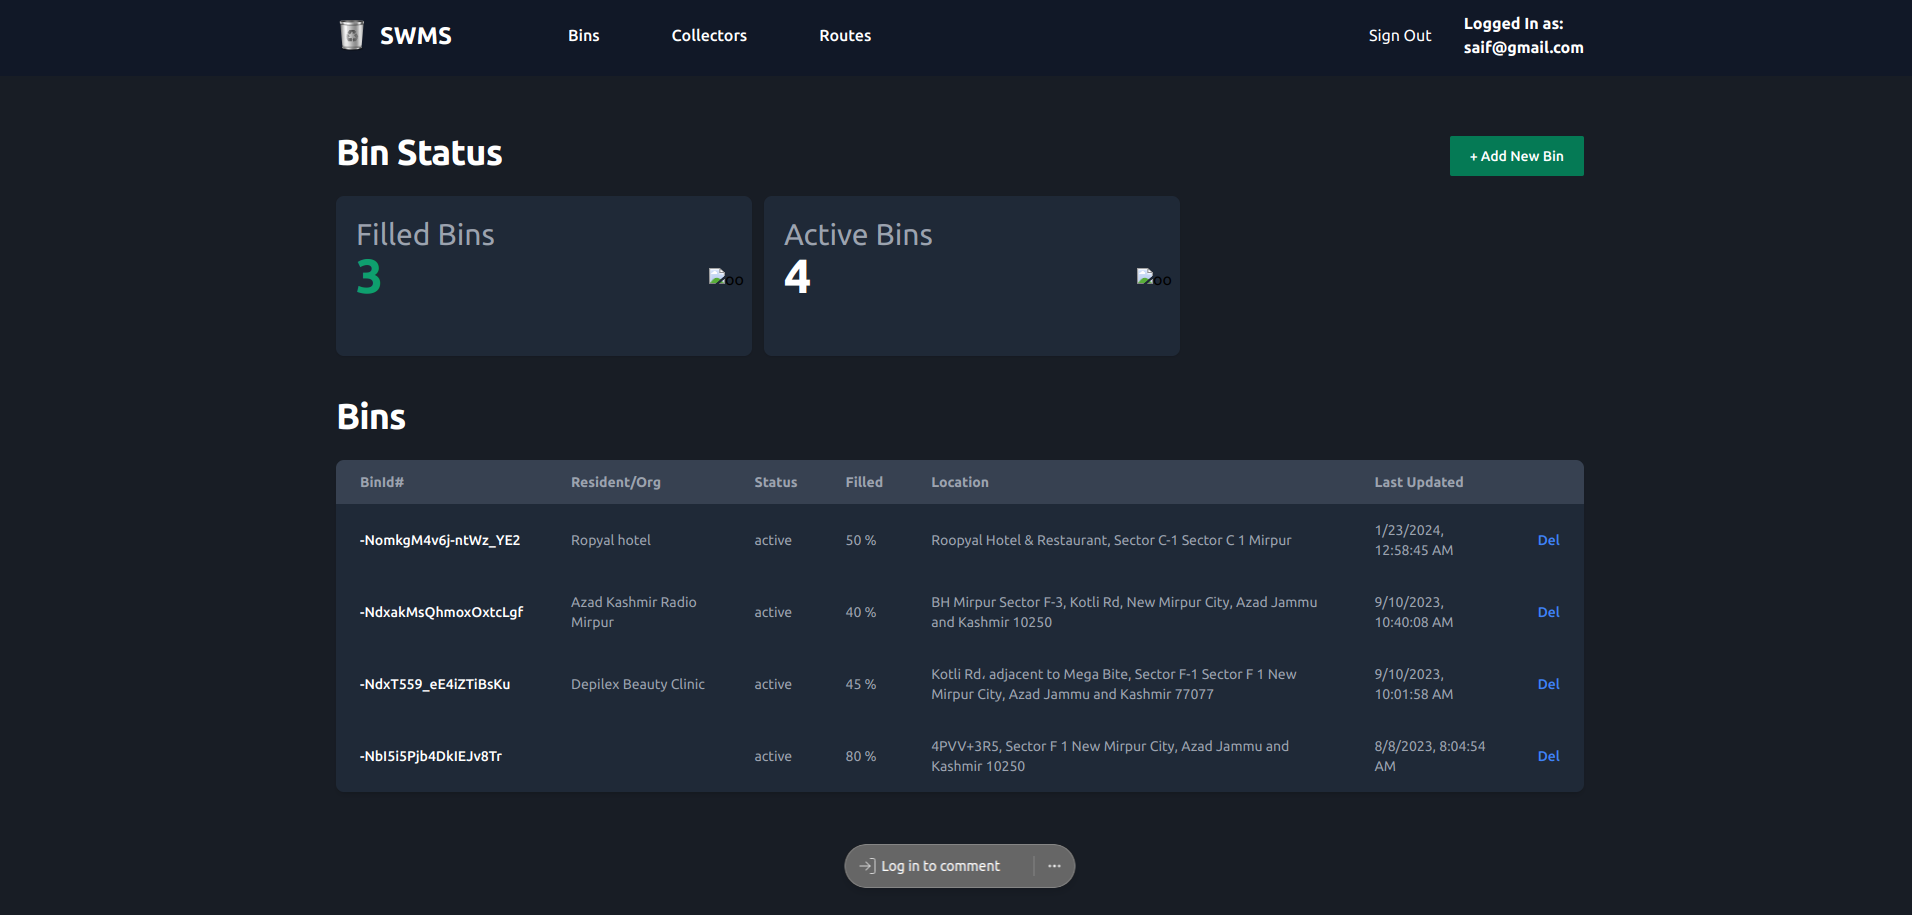 SWMS
Bins
Collectors
Routes
Sign Out
Logged In as:
saif@gmail.com
Bin Status
+ Add New Bin
Filled Bins
3
oo
Active Bins
4
oo
Bins
BinId# Resident/Org Status Filled Location Last Updated
-NomkgM4v6j-ntWz_YE2 Ropyal hotel active 50 % Roopyal Hotel & Restaurant, Sector C-1 Sector C 1 Mirpur 1/23/2024,
12:58:45 AM
Del
-NdxakMsQhmoxOxtcLgf Azad Kashmir Radio
Mirpur
active 40 % BH Mirpur Sector F-3, Kotli Rd, New Mirpur City, Azad Jammu
and Kashmir 10250
9/10/2023,
10:40:08 AM
Del
-NdxT559_eE4iZTiBsKu Depilex Beauty Clinic active 45 % Kotli Rd، adjacent to Mega Bite, Sector F-1 Sector F 1 New
Mirpur City, Azad Jammu and Kashmir 77077
9/10/2023,
10:01:58 AM
Del
-NbI5i5Pjb4DkIEJv8Tr active 80 % 4PVV+3R5, Sector F 1 New Mirpur City, Azad Jammu and
Kashmir 10250
8/8/2023, 8:04:54
AM
Del
Log in to comment